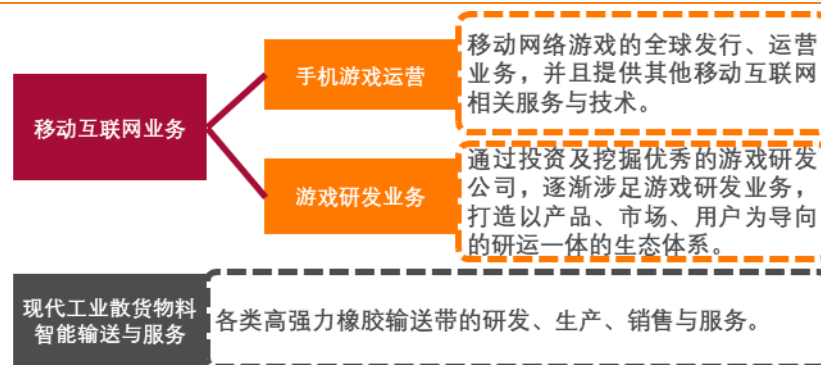 移动互联网业务
手机游戏运营
移动网络游戏的全球发行、运营
业务，并且提供其他移动互联网
相关服务与技术。
游戏研发业务
通过投资及挖掘优秀的游戏研发
公司，逐渐涉足游戏研发业务，
打造以产品、市场、用户为导向
的研运一体的生态体系。
现代工业散货物料
智能输送与服务
各类高强力橡胶输送带的研发、生产、销售与服务。